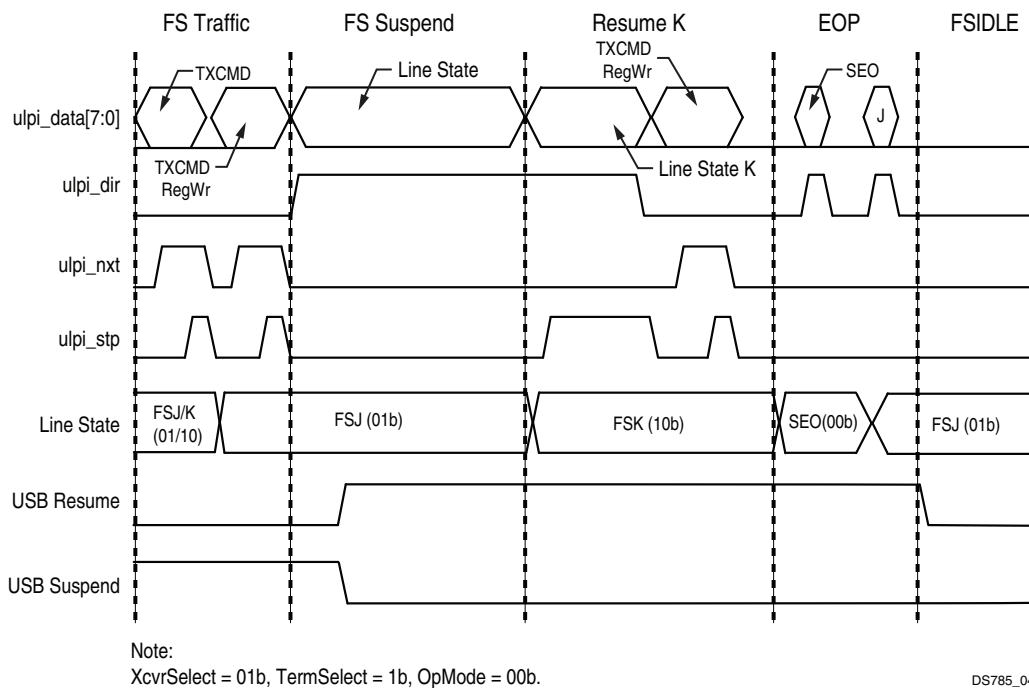 FS Traffic FS Suspend Resume K EOP FSIDLE
TXCMD
Line State
TXCMD
RegWr
SEO
ulpi_data[7:0]
J
TXCMD
RegWr
Line State K
ulpi_dir
ulpi_nxt
ulpi_stp
Line State
FSJ/K
(01/10)
FSJ (01b)
FSK (10b)
SEO(00b)
FSJ (01b)
USB Resume
USB Suspend
Note:
XcvrSelect = 01b, TermSelect = 1b, OpMode = 00b.